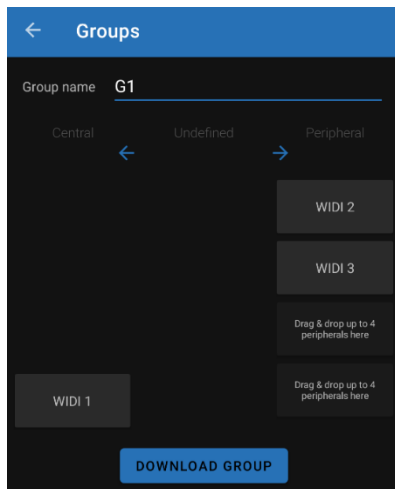 Groups
Group name G1
Central Undefined Peripheral
WIDI 2
WIDI 3
Drag & drop up to 4
peripherals here
Drag & drop up to 4
peripherals here
WIDI 1
DOWNLOAD GROUP